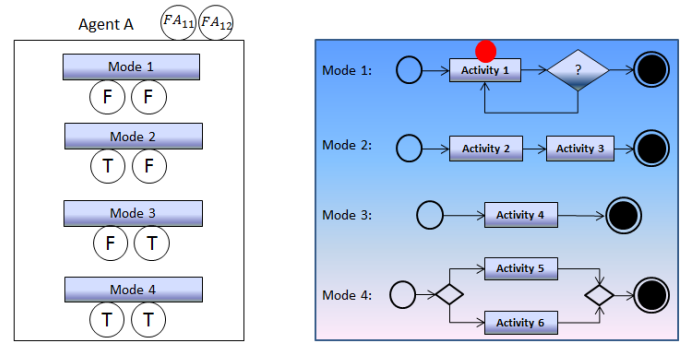 Agent A FA11 FA12
Mode 1
F F
Mode 2
T F
Mode 3
F T
Mode 4
T T
Mode 1: Activity 1 ?
Mode 2: Activity 2 Activity 3
Mode 3: Activity 4
Activity 5
Mode 4:
Activity 6